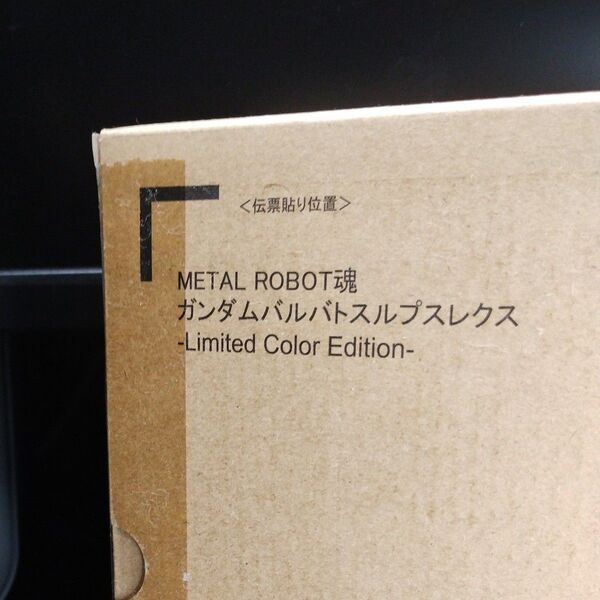 <伝票貼り位置>
METAL ROBOT魂
ガンダムバルバトスルプスレクス
-Limited Color Edition-